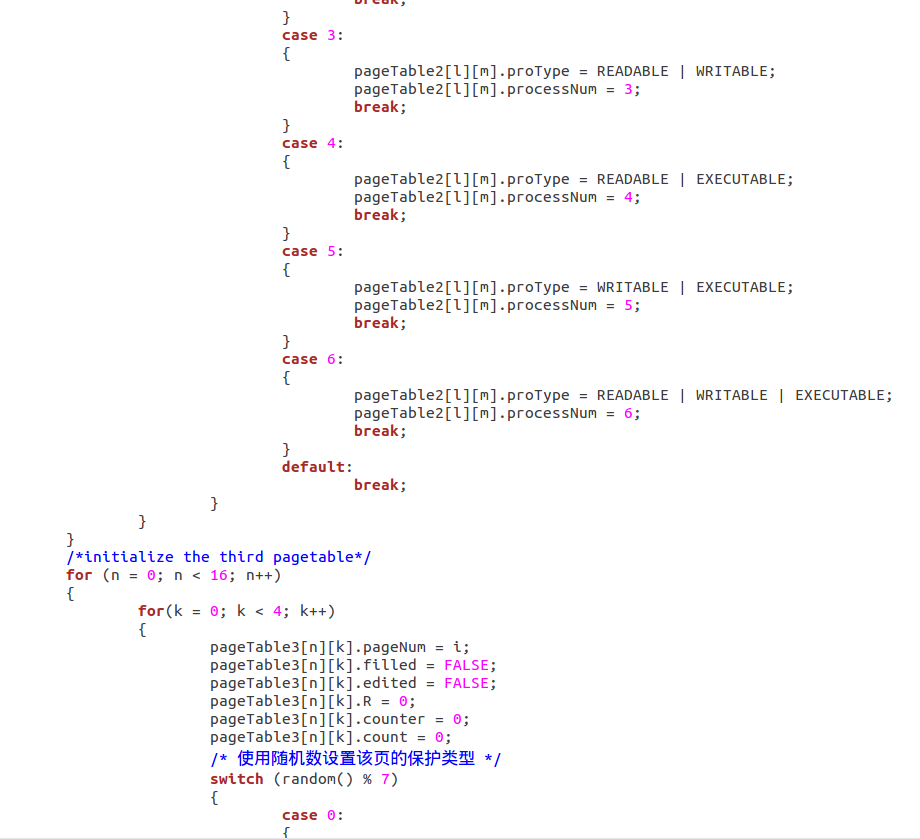 break;
}
case 3:
{
pageTable2[l][m].proType = READABLE | WRITABLE;
pageTable2[l][m].processNum = 3;
break;
}
case 4:
{
pageTable2[l][m].proType = READABLE | EXECUTABLE;
pageTable2[l][m].processNum = 4;
break;
}
case 5:
{
pageTable2[l][m].proType = WRITABLE | EXECUTABLE;
pageTable2[l][m].processNum = 5;
break;
}
case 6:
{
pageTable2[l][m].proType = READABLE | WRITABLE | EXECUTABLE;
pageTable2[l][m].processNum = 6;
break;
}
default:
break;
}
}
}
/*initialize the third pagetable*/
for (n = 0; n < 16; n++)
{
for(k = 0; k < 4; k++)
{
pageTable3[n][k].pageNum = i;
pageTable3[n][k].filled = FALSE;
pageTable3[n][k].edited = FALSE;
pageTable3[n][k].R = 0;
pageTable3[n][k].counter = 0;
pageTable3[n][k].count = 0;
/* 使用随机数设置该页的保护类型 */
switch (random() % 7)
{
case 0:
{